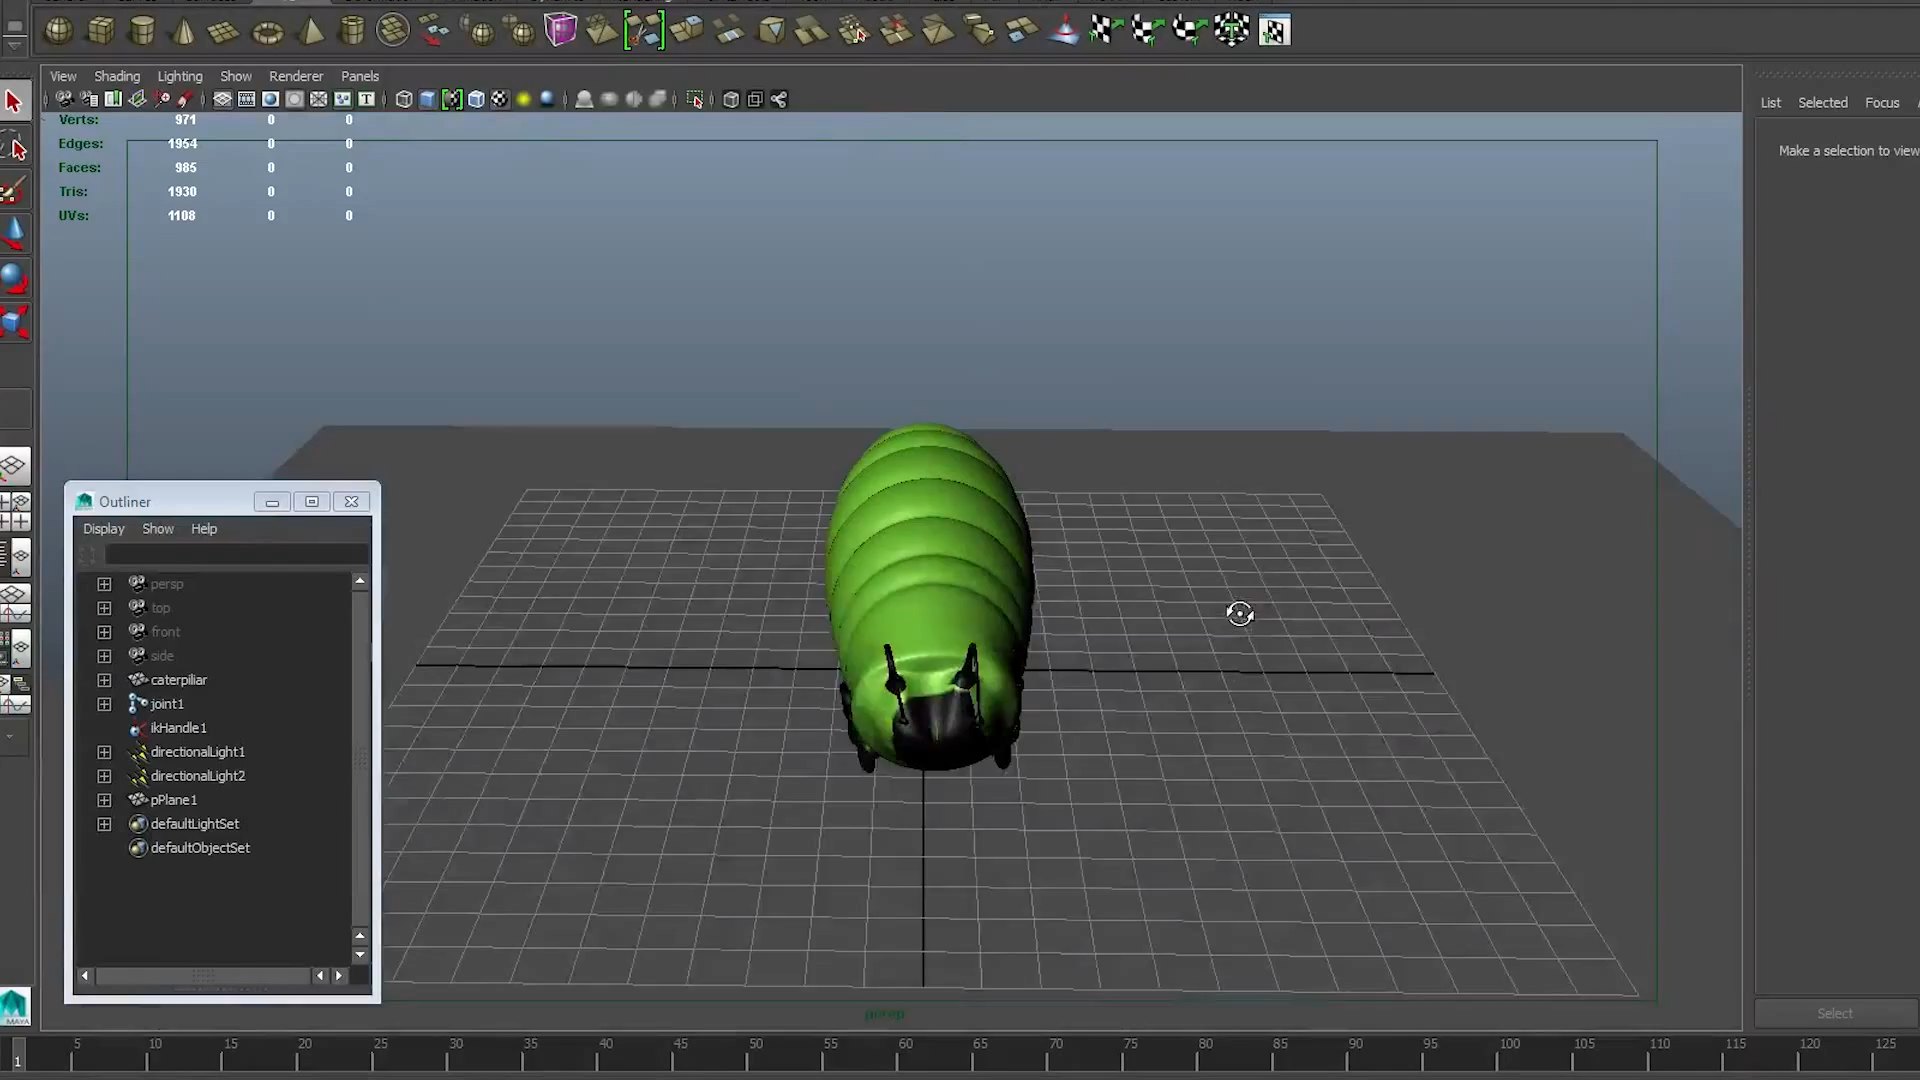 View Shading Lighting Show Renderer Panels
List Selected Focus
Verts: 971 0 0
Edges: 1954 0 0
Faces: 985 0 0
Tris: 1930 0 0
UVs: 1108 0 0
Make a selection to view
Outliner
Display Show Help
persp
top
front
side
caterpiliar
joint1
ikHandle1
directionalLight1
directionalLight2
pPlane1
defaultLightSet
defaultObjectSet
persp
Select
MAYA
1 5 10 15 20 25 30 35 40 45 50 55 60 65 70 75 80 85 90 95 100 105 110 115 120 125